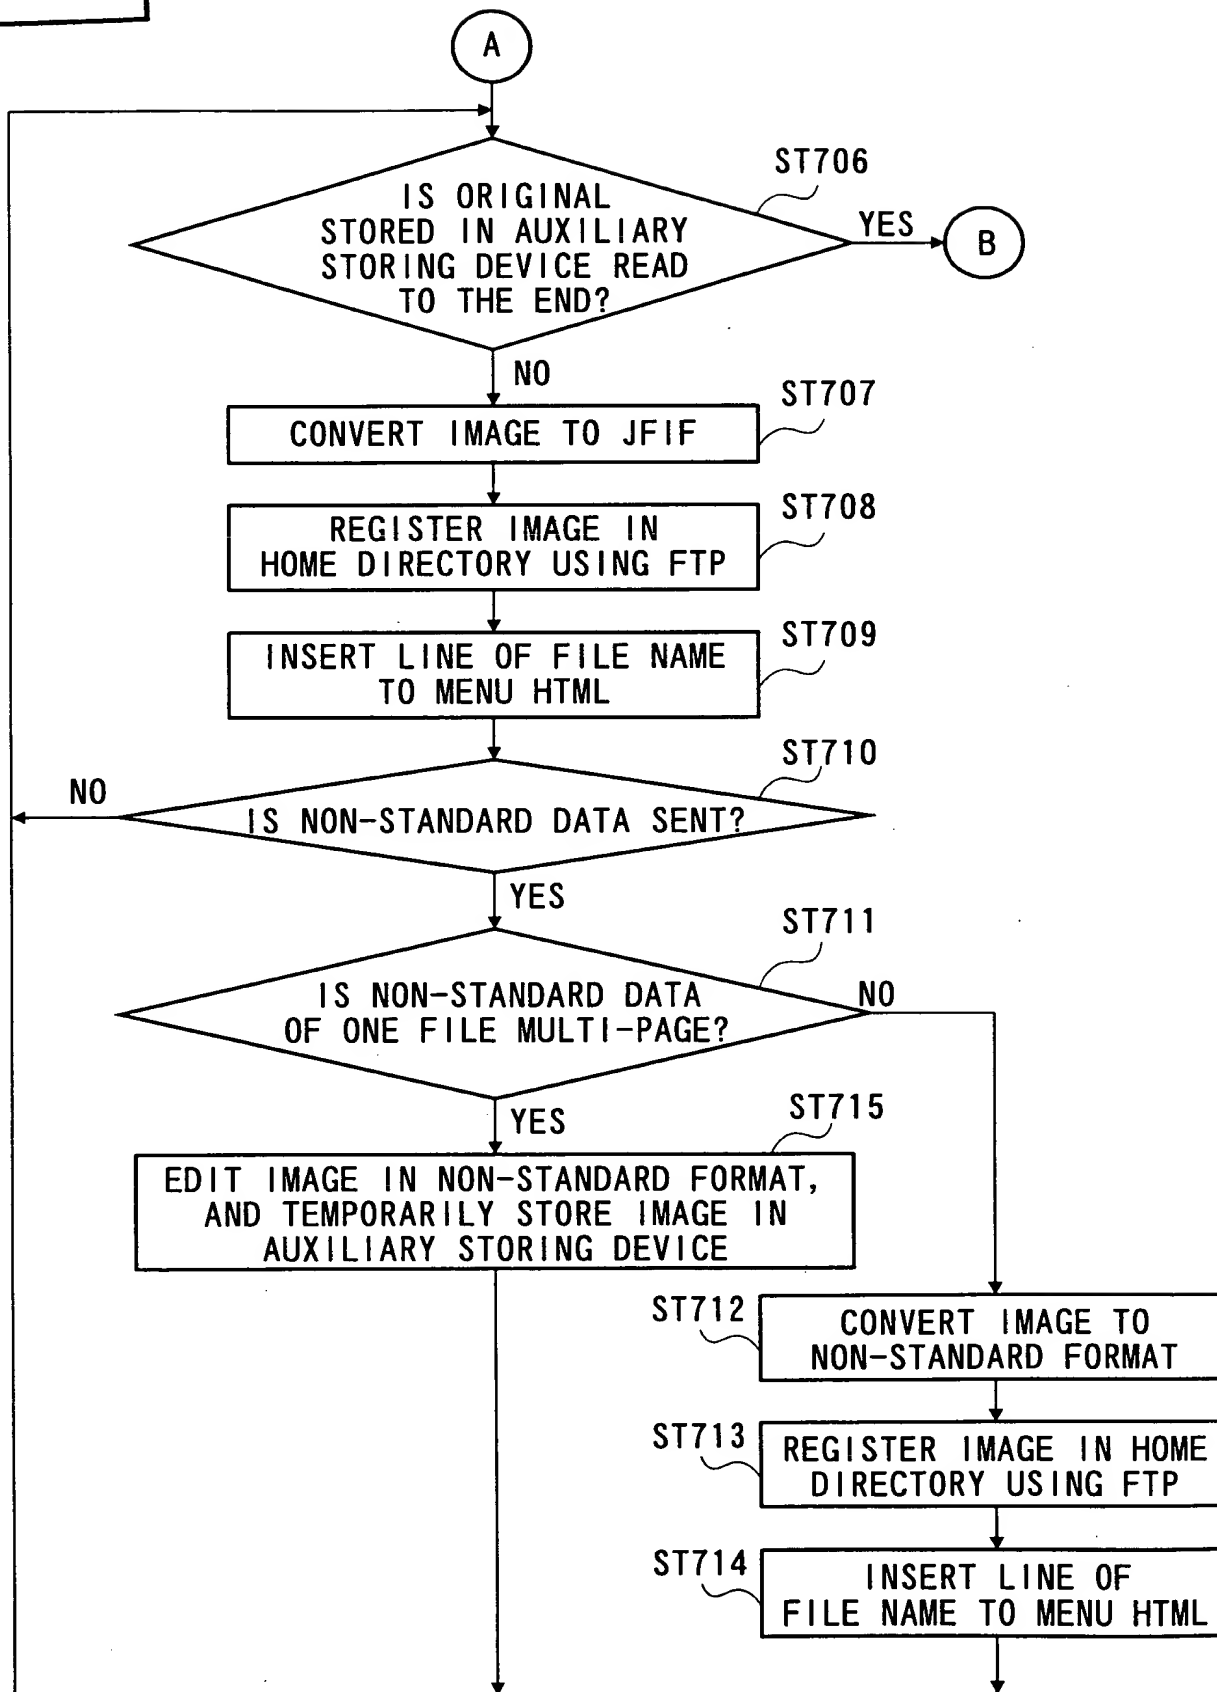 A
ST706
IS ORIGINAL
STORED IN AUXILIARY
STORING DEVICE READ
TO THE END?
YES
B
NO
ST707
CONVERT IMAGE TO JFIF
ST708
REGISTER IMAGE IN
HOME DIRECTORY USING FTP
ST709
INSERT LINE OF FILE NAME
TO MENU HTML
ST710
NO
IS NON-STANDARD DATA SENT?
YES
ST711
IS NON-STANDARD DATA
OF ONE FILE MULTI-PAGE?
NO
YES
ST715
EDIT IMAGE IN NON-STANDARD FORMAT,
AND TEMPORARILY STORE IMAGE IN
AUXILIARY STORING DEVICE
ST712
CONVERT IMAGE TO
NON-STANDARD FORMAT
ST713
REGISTER IMAGE IN HOME
DIRECTORY USING FTP
ST714
INSERT LINE OF
FILE NAME TO MENU HTML